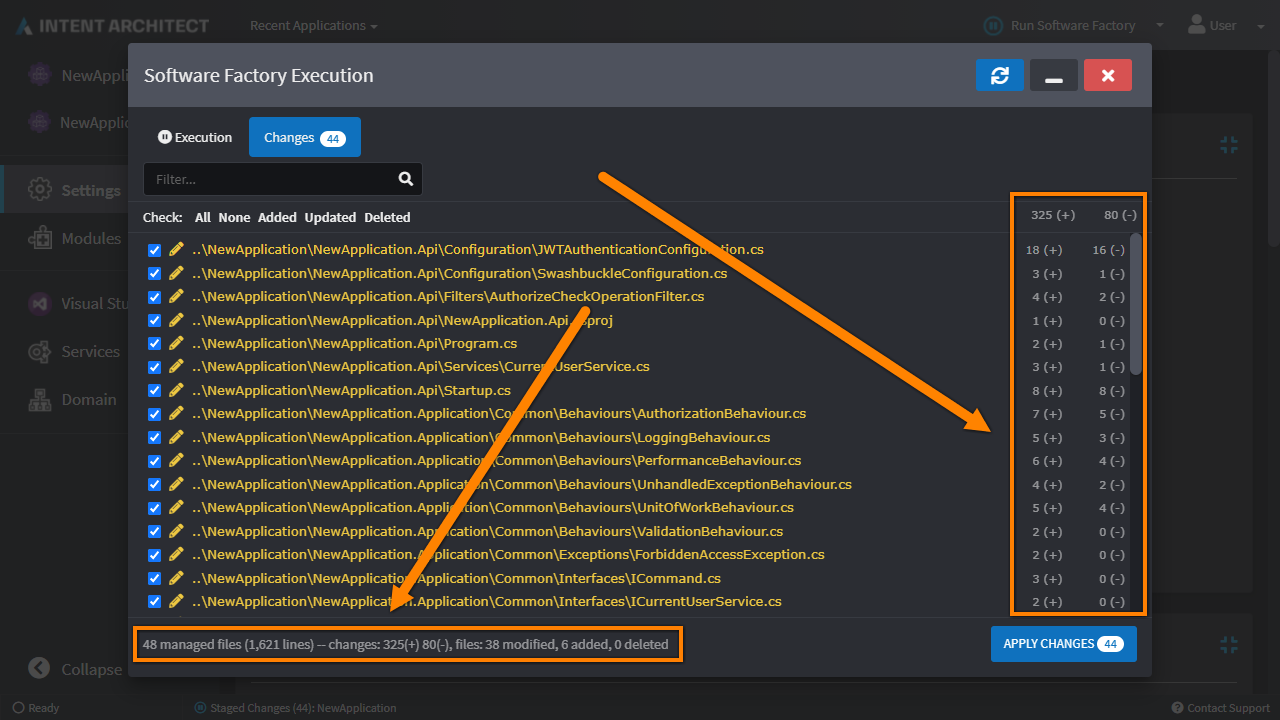 INTENT ARCHITECT
Recent Applications
Run Software Factory
User
Software Factory Execution
NewAppli
NewApplic
Settings
Modules
Visual Stu
Services
Domain
Collapse
Execution
Changes 44
Filter...
Check: All None Added Updated Deleted
325 (+) 80 (-)
..\NewApplication\NewApplication.Api\Configuration\JWTAuthenticationConfiguration.cs 18 (+) 16 (-)
..\NewApplication\NewApplication.Api\Configuration\SwashbuckleConfiguration.cs 3 (+) 1 (-)
..\NewApplication\NewApplication.Api\Filters\AuthorizeCheckOperationFilter.cs 4 (+) 2 (-)
..\NewApplication\NewApplication.Api\NewApplication.Api.csproj 1 (+) 0 (-)
..\NewApplication\NewApplication.Api\Program.cs 2 (+) 1 (-)
..\NewApplication\NewApplication.Api\Services\CurrentUserService.cs 3 (+) 1 (-)
..\NewApplication\NewApplication.Api\Startup.cs 8 (+) 8 (-)
..\NewApplication\NewApplication.Application\Common\Behaviours\AuthorizationBehaviour.cs 7 (+) 5 (-)
..\NewApplication\NewApplication.Application\Common\Behaviours\LoggingBehaviour.cs 5 (+) 3 (-)
..\NewApplication\NewApplication.Application\Common\Behaviours\PerformanceBehaviour.cs 6 (+) 4 (-)
..\NewApplication\NewApplication.Application\Common\Behaviours\UnhandledExceptionBehaviour.cs 4 (+) 2 (-)
..\NewApplication\NewApplication.Application\Common\Behaviours\UnitOfWorkBehaviour.cs 5 (+) 4 (-)
..\NewApplication\NewApplication.Application\Common\Behaviours\ValidationBehaviour.cs 2 (+) 0 (-)
..\NewApplication\NewApplication.Application\Common\Exceptions\ForbiddenAccessException.cs 2 (+) 0 (-)
..\NewApplication\NewApplication.Application\Common\Interfaces\ICommand.cs 3 (+) 0 (-)
..\NewApplication\NewApplication.Application\Common\Interfaces\ICurrentUserService.cs 2 (+) 0 (-)
48 managed files (1,621 lines) -- changes: 325(+) 80(-), files: 38 modified, 6 added, 0 deleted
APPLY CHANGES 44
Ready
Staged Changes (44): NewApplication
Contact Support